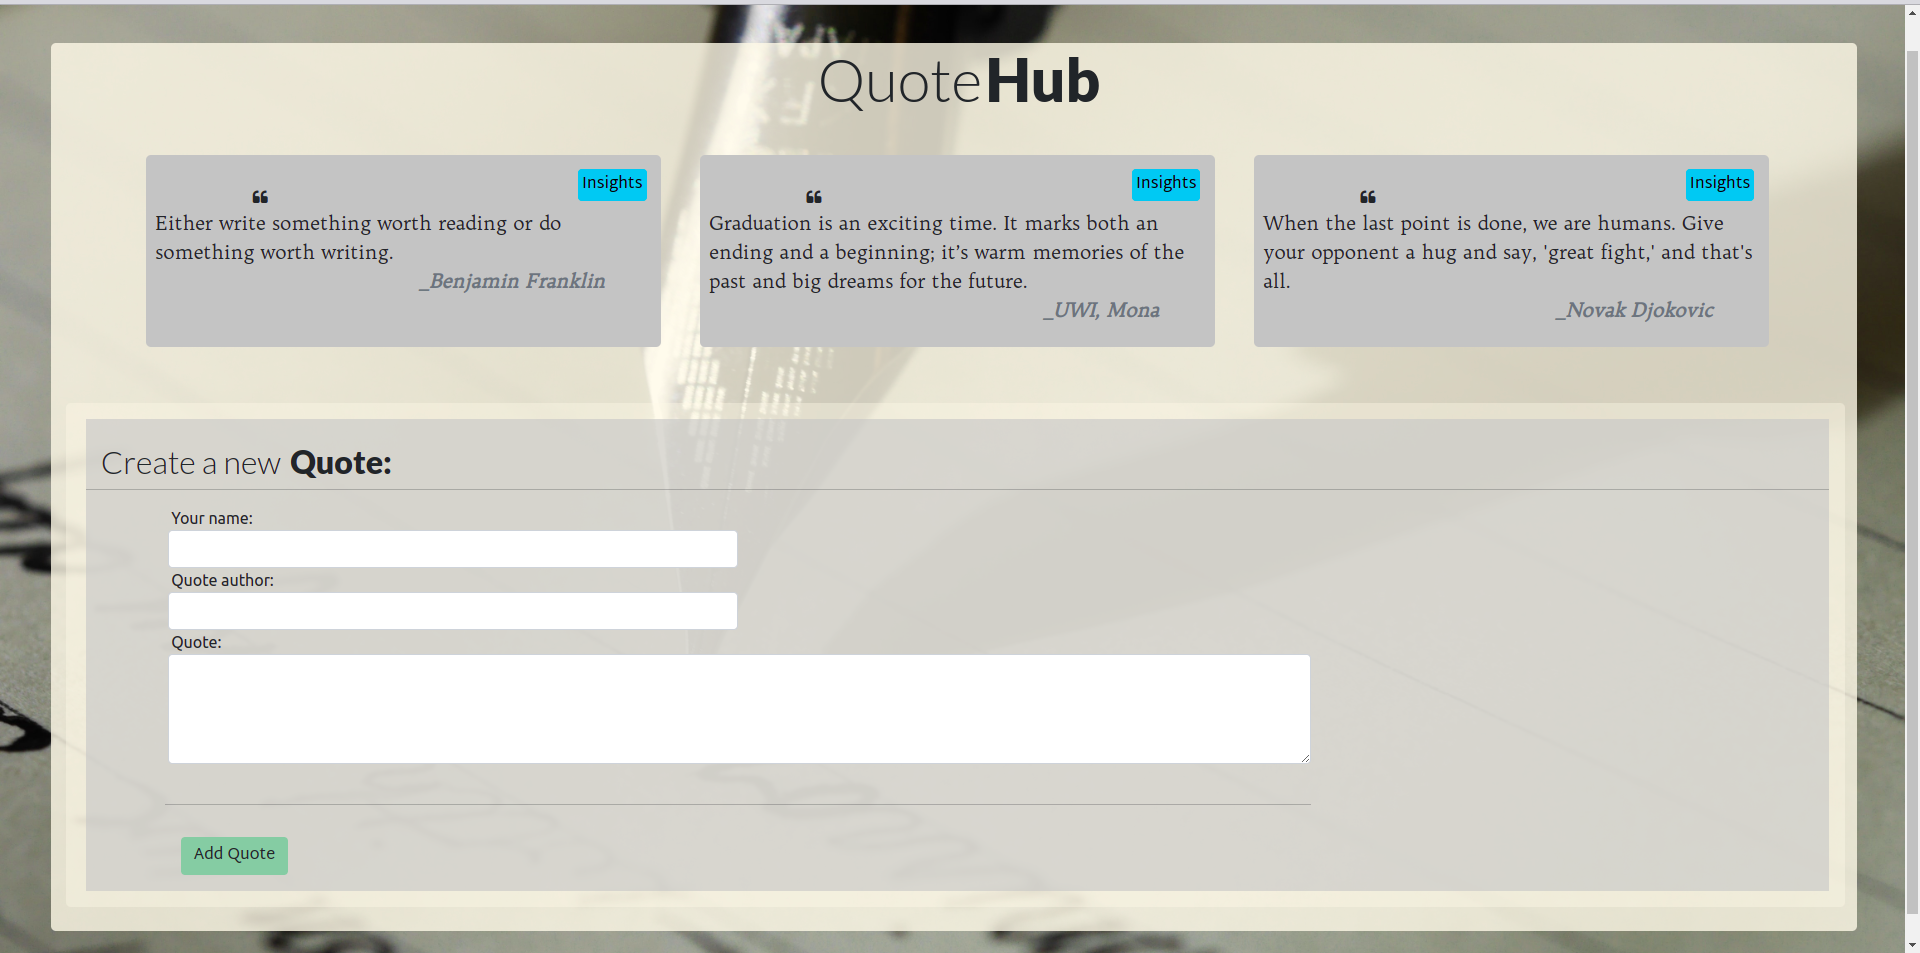 QuoteHub
Insights
❝
Either write something worth reading or do
something worth writing.
_Benjamin Franklin
Insights
❝
Graduation is an exciting time. It marks both an
ending and a beginning; it’s warm memories of the
past and big dreams for the future.
_UWI, Mona
Insights
❝
When the last point is done, we are humans. Give
your opponent a hug and say, 'great fight,' and that's
all.
_Novak Djokovic
Create a new Quote:
Your name:
Quote author:
Quote:
Add Quote